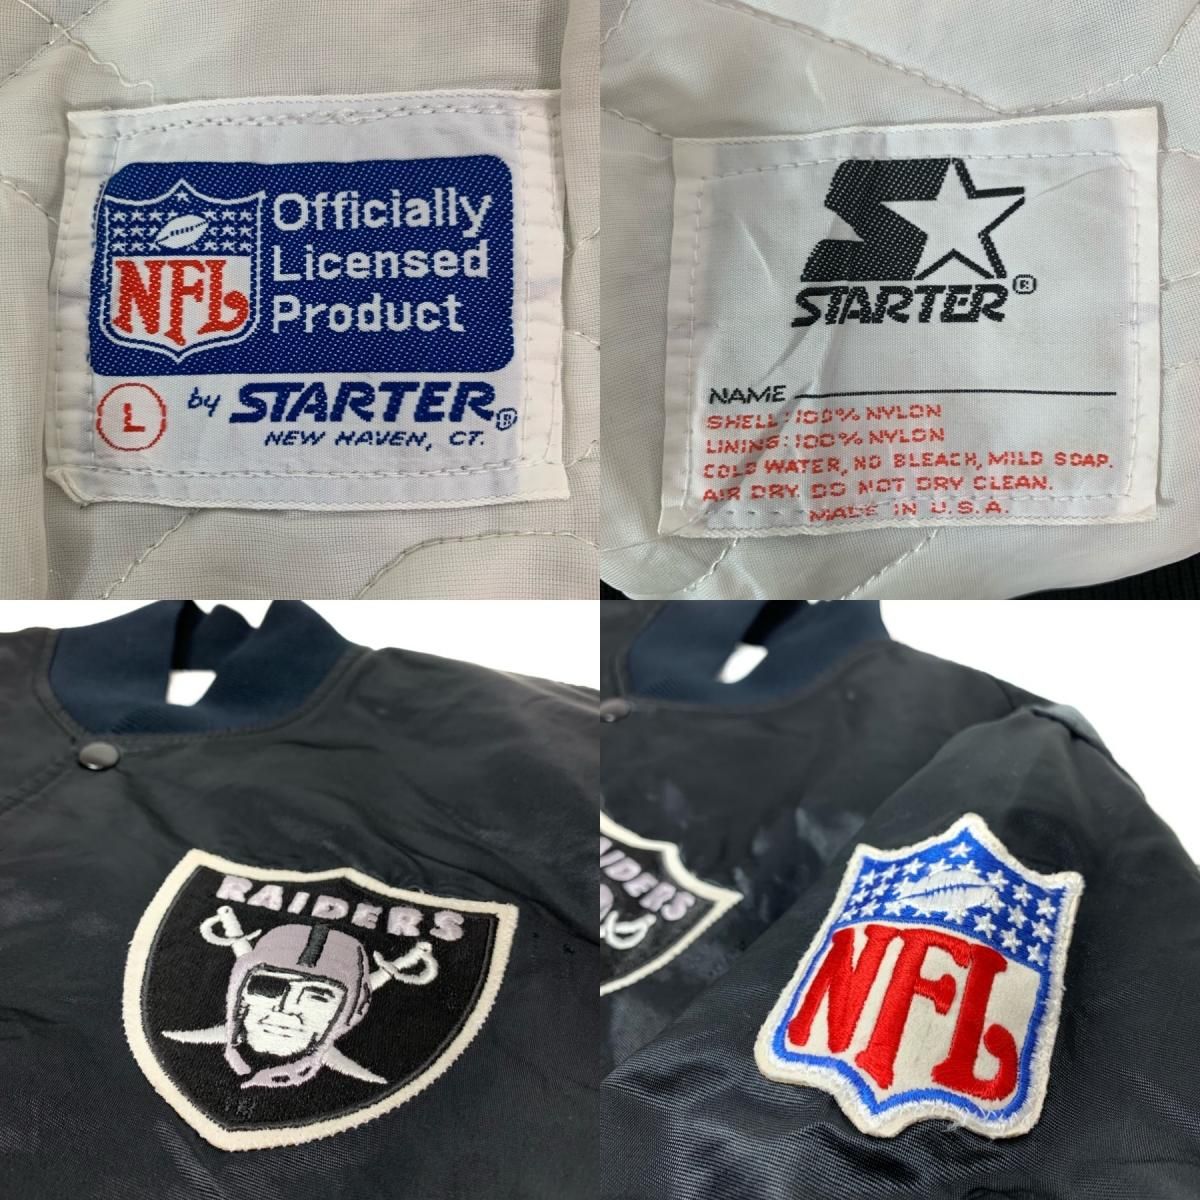 NFL
Officially
Licensed
Product
L by STARTER®
NEW HAVEN, CT.
STARTER®
NAME
SHELL: 100% NYLON
LINING: 100% NYLON
COLD WATER, NO BLEACH, MILD SOAP.
AIR DRY. DO NOT DRY CLEAN.
MADE IN U.S.A.
RAIDERS
RAIDERS
NFL